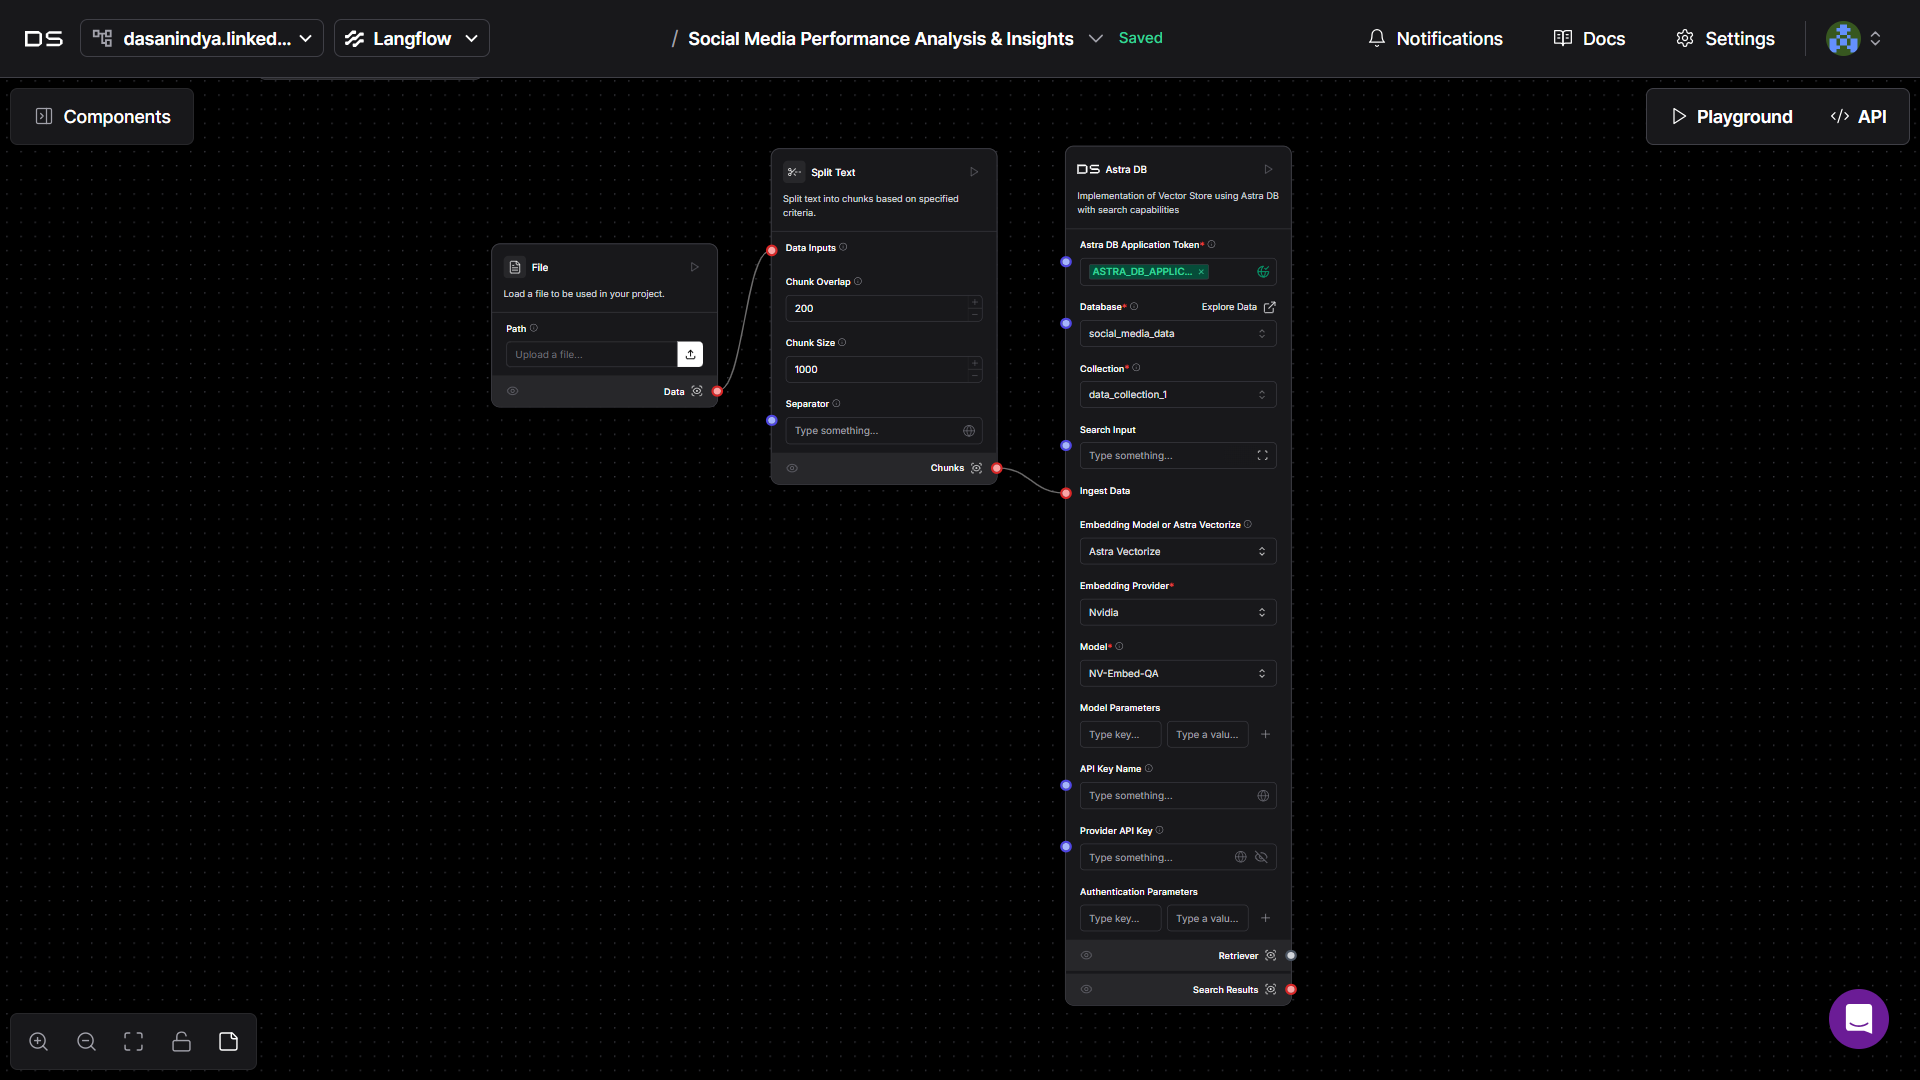 DS
dasanindya.linked...
Langflow
/ Social Media Performance Analysis & Insights
Saved
Notifications
Docs
Settings
Components
Playground
</> API
File
Load a file to be used in your project.
Path
Upload a file...
Data
Split Text
Split text into chunks based on specified
criteria.
Data Inputs
Chunk Overlap
200
Chunk Size
1000
Separator
Type something...
Chunks
DS Astra DB
Implementation of Vector Store using Astra DB
with search capabilities
Astra DB Application Token*
ASTRA_DB_APPLIC... ×
Database*
Explore Data
social_media_data
Collection*
data_collection_1
Search Input
Type something...
Ingest Data
Embedding Model or Astra Vectorize
Astra Vectorize
Embedding Provider*
Nvidia
Model*
NV-Embed-QA
Model Parameters
Type key...
Type a valu...
API Key Name
Type something...
Provider API Key
Type something...
Authentication Parameters
Type key...
Type a valu...
Retriever
Search Results